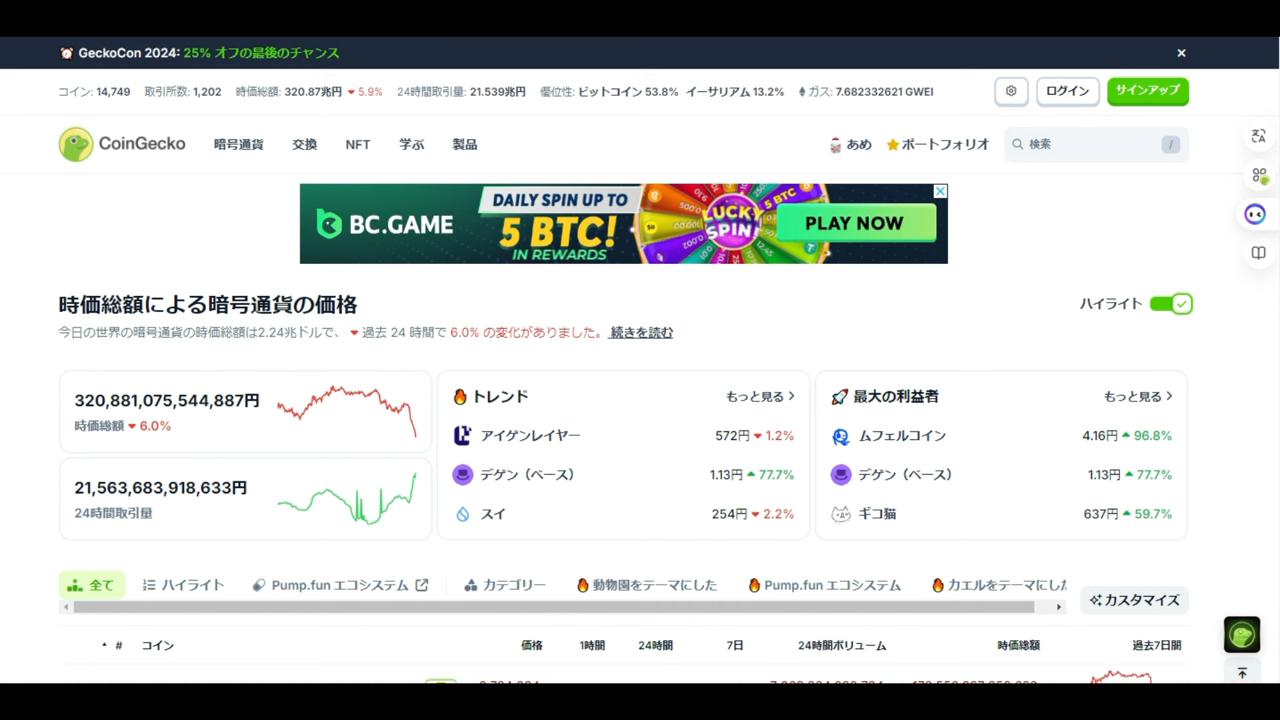 GeckoCon 2024: 25% オフの最後のチャンス
コイン: 14,749 取引所数: 1,202 時価総額: 320.87兆円 5.9% 24時間取引量: 21.539兆円 優位性: ビットコイン 53.8% イーサリアム 13.2% ガス: 7.682332621 GWEI
ログイン
サインアップ
CoinGecko
暗号通貨 交換 NFT 学ぶ 製品
あめ ポートフォリオ 検索 /
BC.GAME
DAILY SPIN UP TO
5 BTC!
IN REWARDS
LUCKY
SPIN!
5 BTC
PLAY NOW
時価総額による暗号通貨の価格
ハイライト
今日の世界の暗号通貨の時価総額は2.24兆ドルで、 過去 24 時間で 6.0% の変化がありました。 続きを読む
320,881,075,544,887円
時価総額 6.0%
21,563,683,918,633円
24時間取引量
トレンド もっと見る
アイゲンレイヤー 572円 1.2%
デゲン（ベース） 1.13円 77.7%
スイ 254円 2.2%
最大の利益者 もっと見る
ムフェルコイン 4.16円 96.8%
デゲン（ベース） 1.13円 77.7%
ギコ猫 637円 59.7%
全て ハイライト Pump.fun エコシステム カテゴリー 動物園をテーマにした Pump.fun エコシステム カエルをテーマにした
カスタマイズ
# コイン 価格 1時間 24時間 7日 24時間ボリューム 時価総額 過去7日間